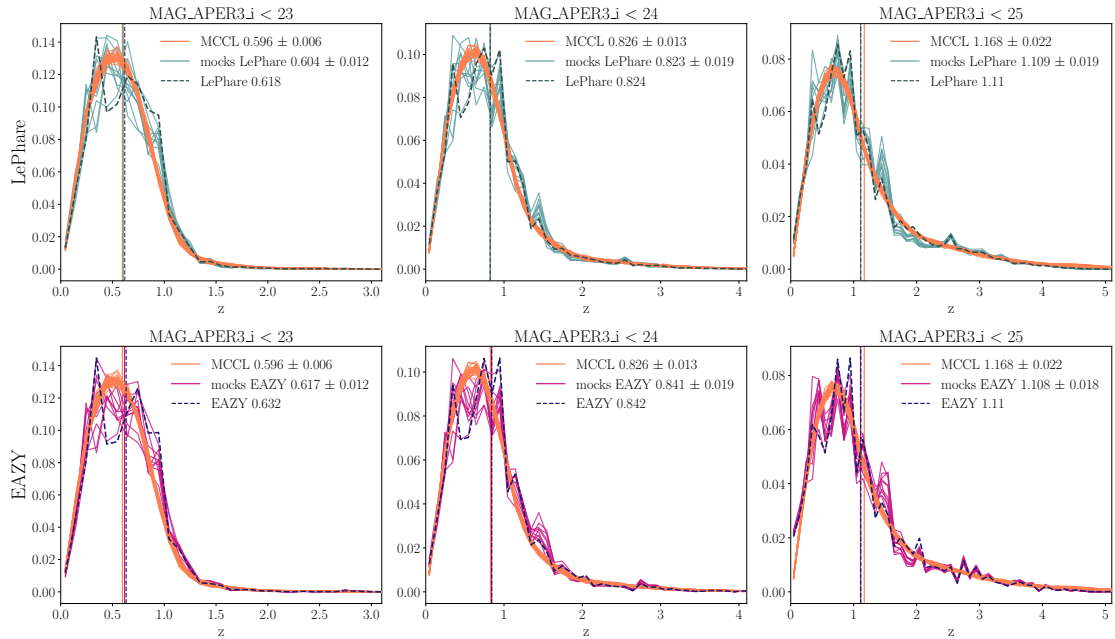 MAG_APER3_i < 23
MAG_APER3_i < 24
MAG_APER3_i < 25
LePhare
0.14
0.12
0.10
0.08
0.06
0.04
0.02
0.00
MCCL 0.596 ± 0.006
mocks LePhare 0.604 ± 0.012
LePhare 0.618
0.0 0.5 1.0 1.5 2.0 2.5 3.0
z
0.10
0.08
0.06
0.04
0.02
0.00
MCCL 0.826 ± 0.013
mocks LePhare 0.823 ± 0.019
LePhare 0.824
0 1 2 3 4
z
0.08
0.06
0.04
0.02
0.00
MCCL 1.168 ± 0.022
mocks LePhare 1.109 ± 0.019
LePhare 1.11
0 1 2 3 4 5
z
MAG_APER3_i < 23
MAG_APER3_i < 24
MAG_APER3_i < 25
EAZY
0.14
0.12
0.10
0.08
0.06
0.04
0.02
0.00
MCCL 0.596 ± 0.006
mocks EAZY 0.617 ± 0.012
EAZY 0.632
0.0 0.5 1.0 1.5 2.0 2.5 3.0
z
0.10
0.08
0.06
0.04
0.02
0.00
MCCL 0.826 ± 0.013
mocks EAZY 0.841 ± 0.019
EAZY 0.842
0 1 2 3 4
z
0.08
0.06
0.04
0.02
0.00
MCCL 1.168 ± 0.022
mocks EAZY 1.108 ± 0.018
EAZY 1.11
0 1 2 3 4 5
z